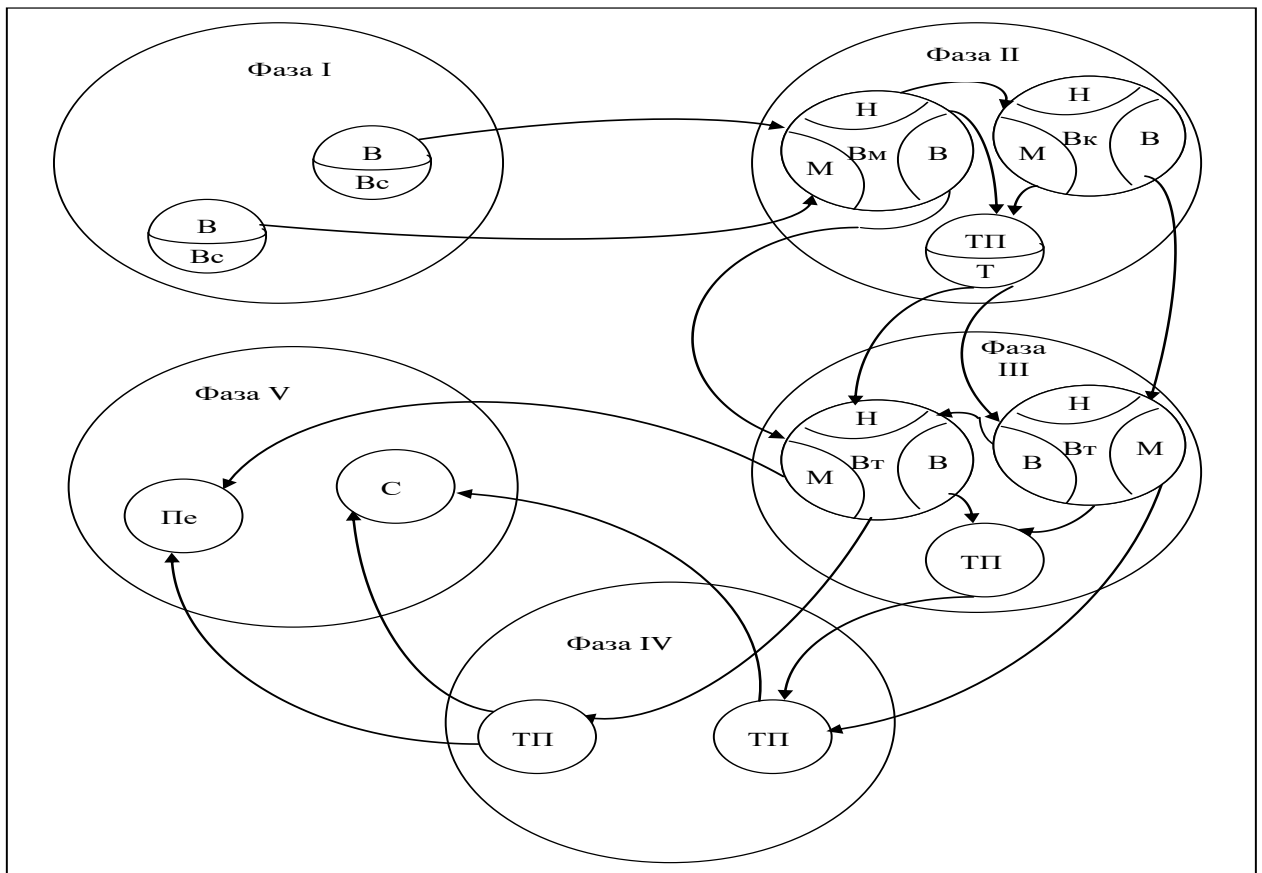 Фаза I
В
Вс
В
Вс
Фаза II
Н
М
Вм
В
Н
М
Вк
В
ТП
Т
Фаза
III
Н
М
Вт
В
Н
В
Вт
М
ТП
Фаза V
Пе
С
Фаза IV
ТП
ТП